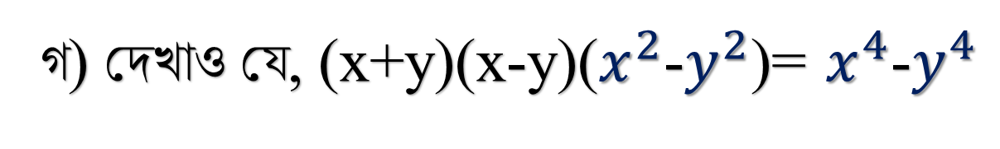 গ) দেখাও যে, (x+y)(x-y)(x²-y²)= x⁴-y⁴